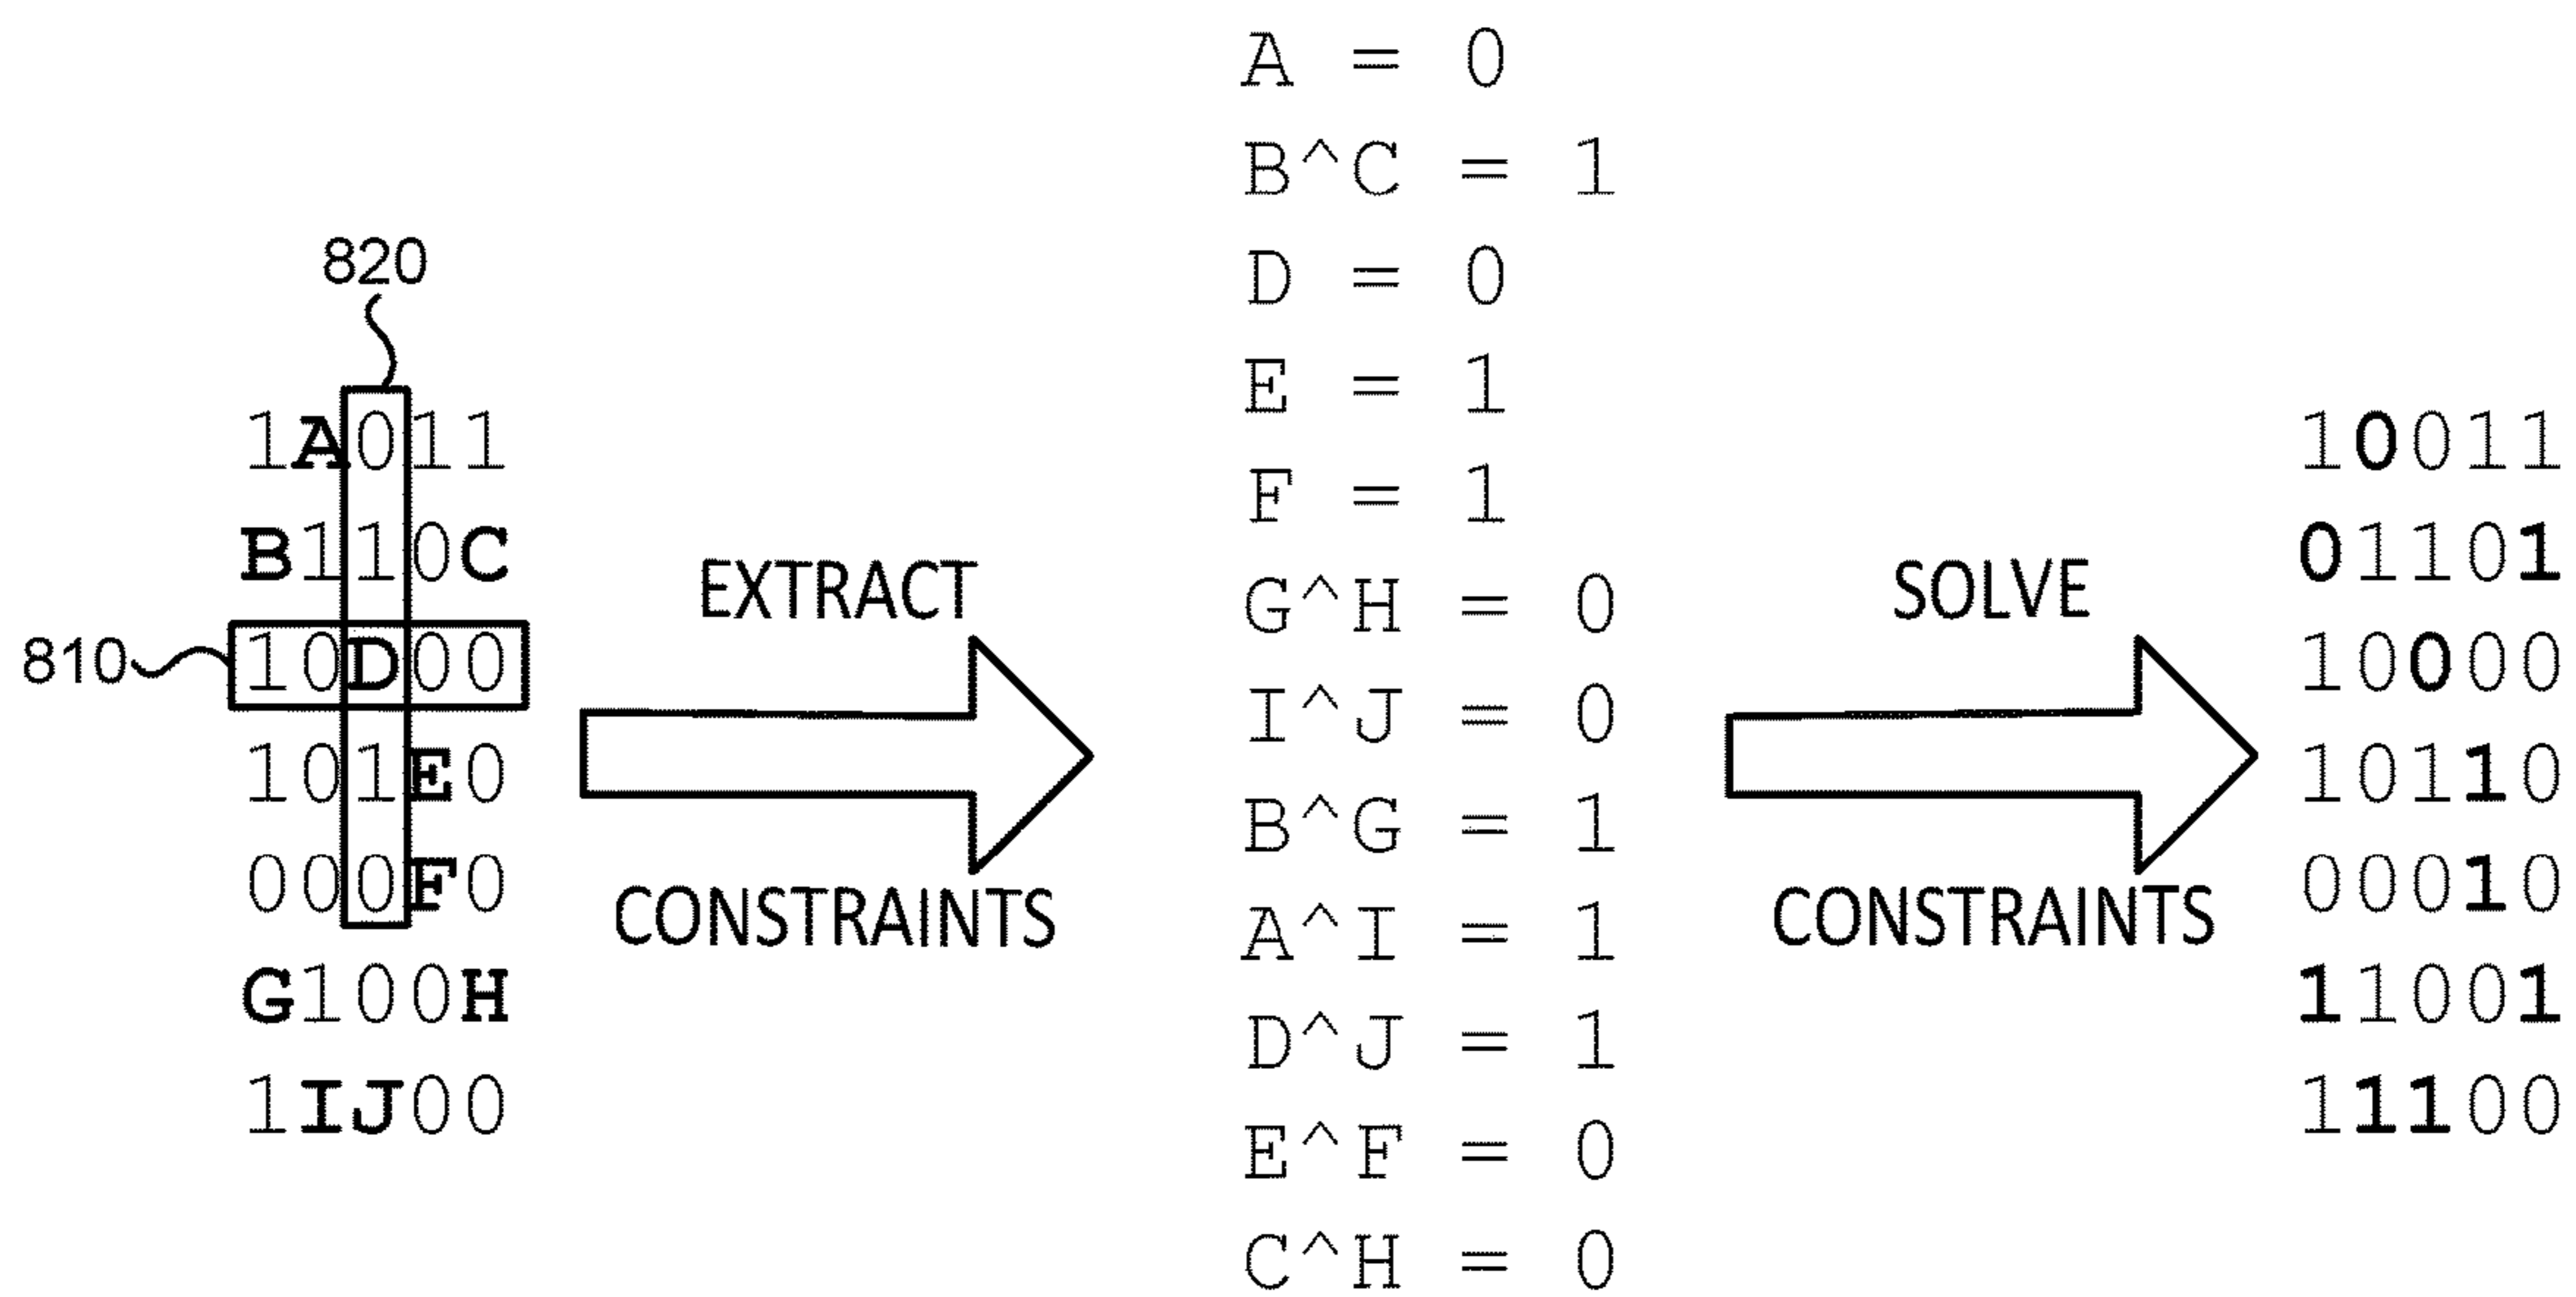 820
1A011
B110C
810
10D00
101E0
000F0
G100H
1IJ00
EXTRACT
CONSTRAINTS
A = 0
B^C = 1
D = 0
E = 1
F = 1
G^H = 0
I^J = 0
B^G = 1
A^I = 1
D^J = 1
E^F = 0
C^H = 0
SOLVE
CONSTRAINTS
10011
01101
10000
10110
00010
11001
11100